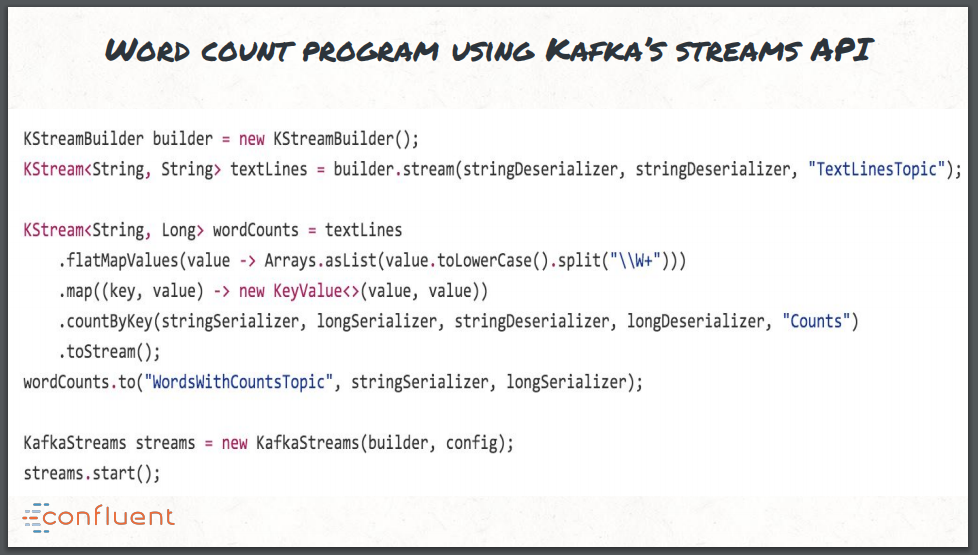 WORD COUNT PROGRAM USING KAFKA'S STREAMS API
KStreamBuilder builder = new KStreamBuilder();
KStream<String, String> textLines = builder.stream(stringDeserializer, stringDeserializer, "TextLinesTopic");
KStream<String, Long> wordCounts = textLines
    .flatMapValues(value -> Arrays.asList(value.toLowerCase().split("\\W+")))
    .map((key, value) -> new KeyValue<>(value, value))
    .countByKey(stringSerializer, longSerializer, stringDeserializer, longDeserializer, "Counts")
    .toStream();
wordCounts.to("WordsWithCountsTopic", stringSerializer, longSerializer);
KafkaStreams streams = new KafkaStreams(builder, config);
streams.start();
confluent